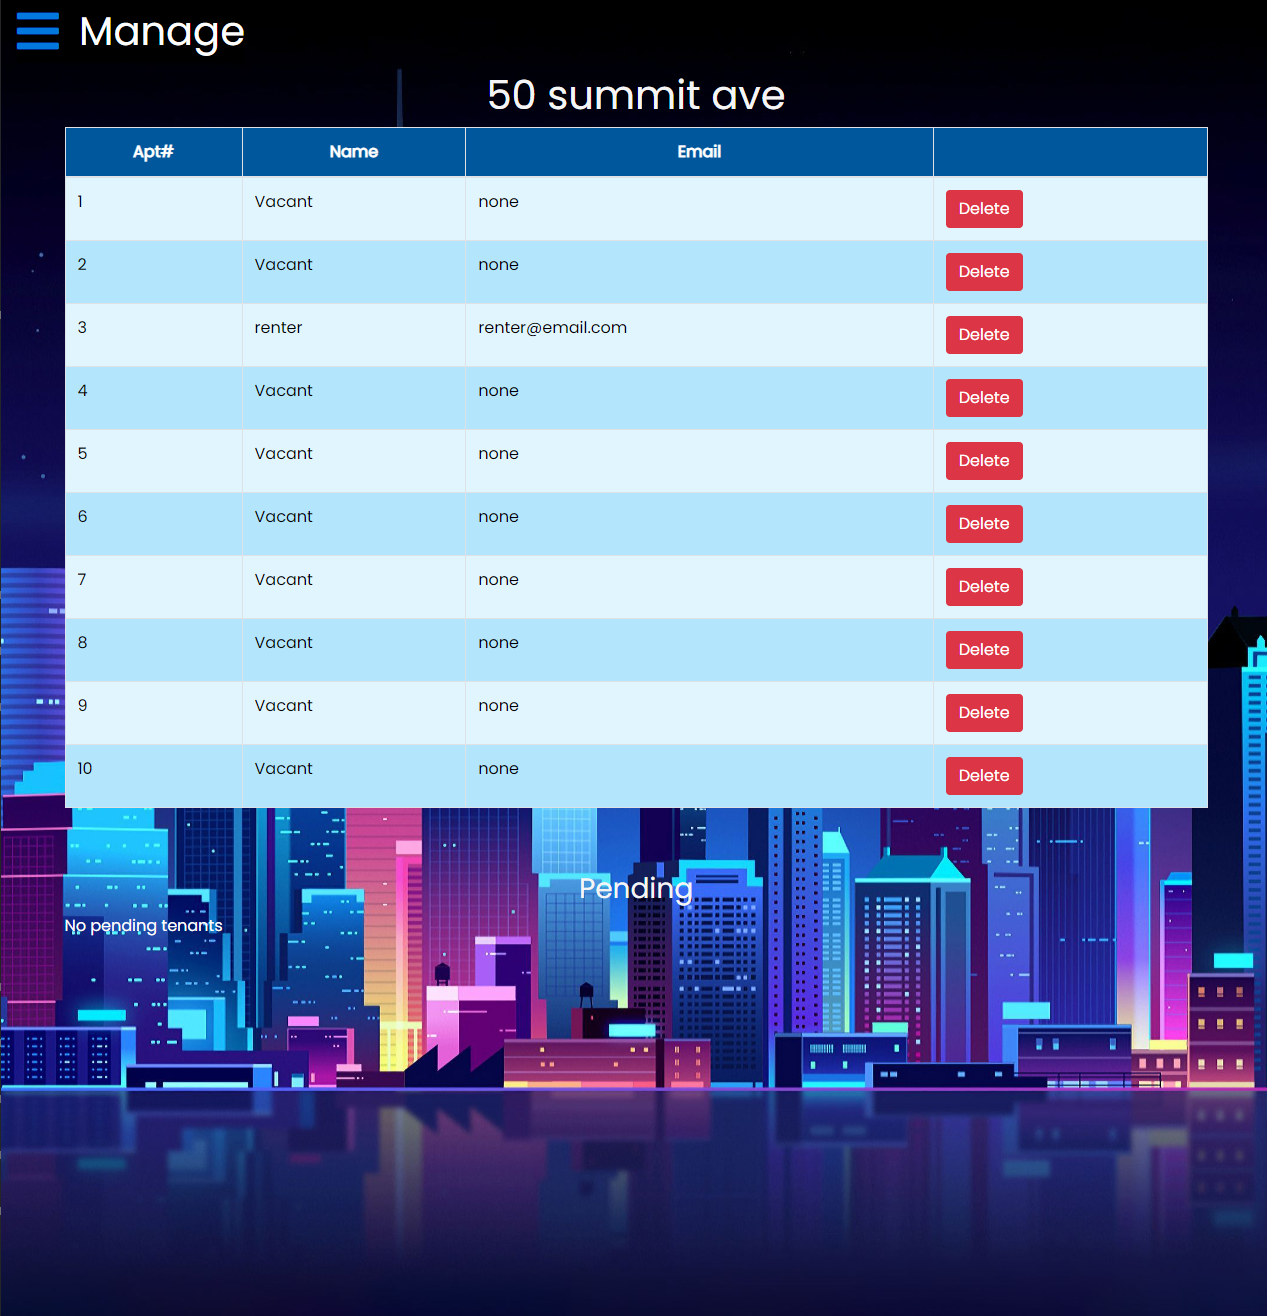 Manage
50 summit ave
Apt# Name Email
1 Vacant none Delete
2 Vacant none Delete
3 renter renter@email.com Delete
4 Vacant none Delete
5 Vacant none Delete
6 Vacant none Delete
7 Vacant none Delete
8 Vacant none Delete
9 Vacant none Delete
10 Vacant none Delete
Pending
No pending tenants